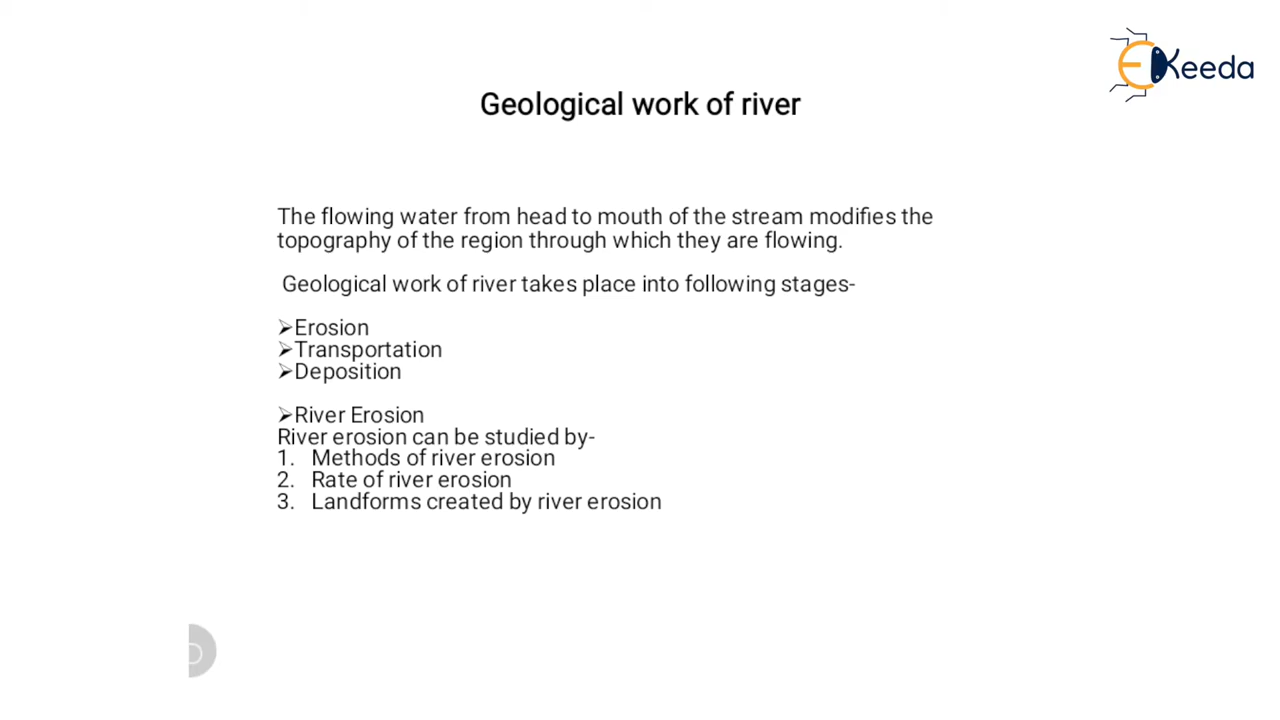 EKeeda
Geological work of river
The flowing water from head to mouth of the stream modifies the
topography of the region through which they are flowing.
Geological work of river takes place into following stages-
➢Erosion
➢Transportation
➢Deposition
➢River Erosion
River erosion can be studied by-
1. Methods of river erosion
2. Rate of river erosion
3. Landforms created by river erosion